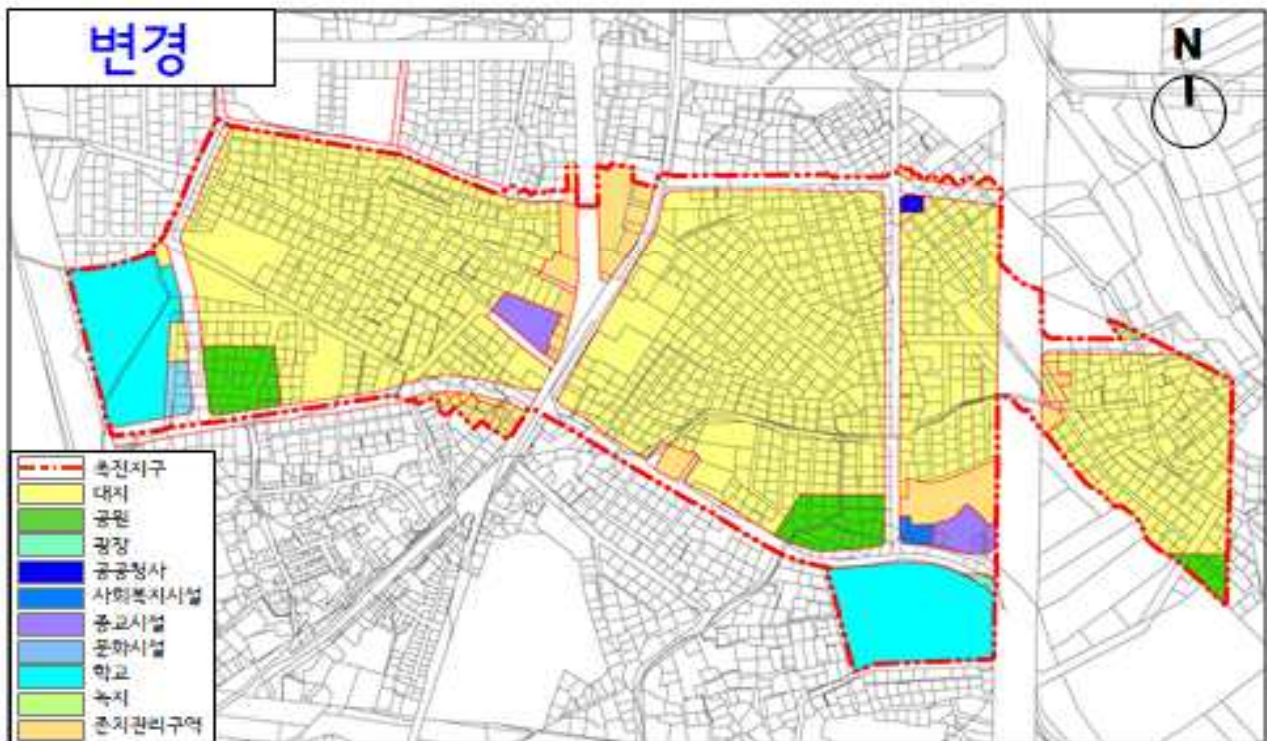 변경
N
촉진지구
대지
공원
광장
공공청사
사회복지시설
종교시설
문화시설
학교
녹지
존치관리구역